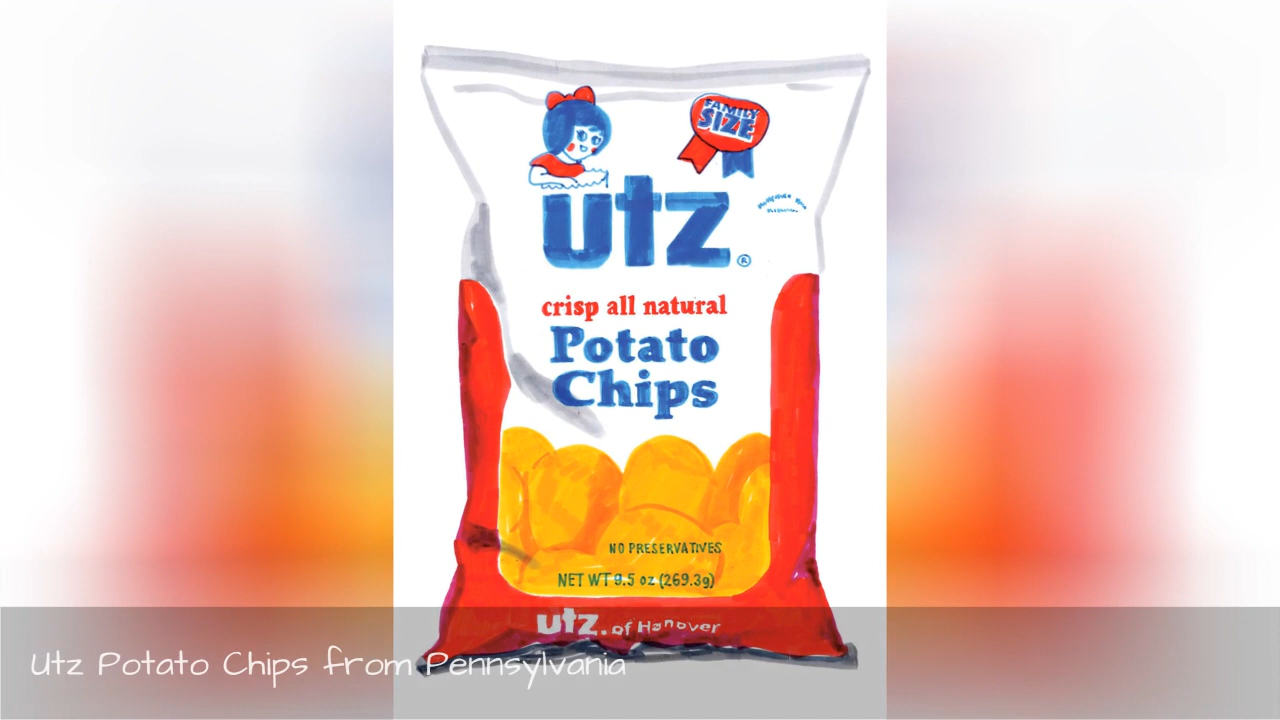 FAMILY
SIZE
utz
®
crisp all natural
Potato
Chips
NO PRESERVATIVES
NET WT 9.5 oz (269.3g)
utz. of Hanover
Utz Potato Chips from Pennsylvania